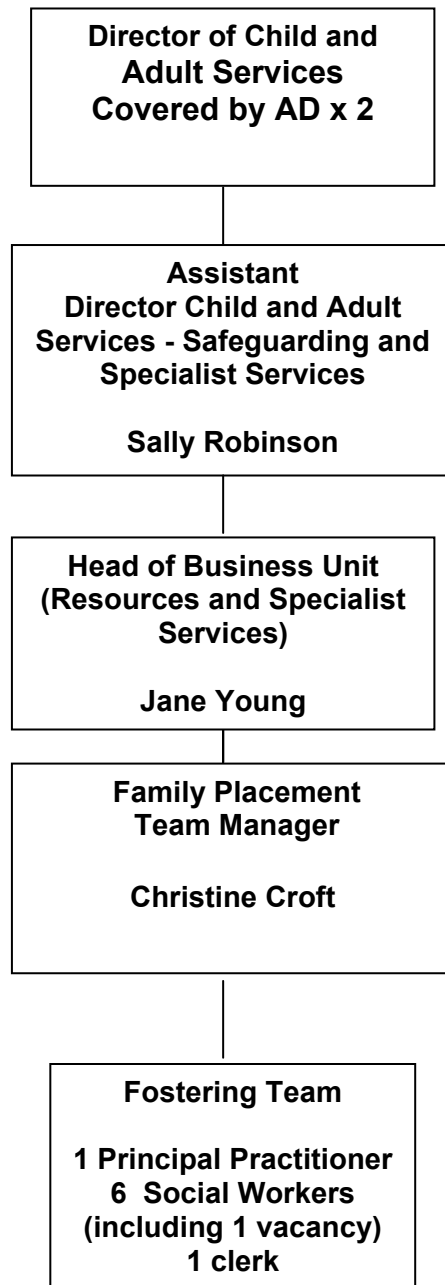 Director of Child and
Adult Services
Covered by AD x 2
Assistant
Director Child and Adult
Services - Safeguarding and
Specialist Services
Sally Robinson
Head of Business Unit
(Resources and Specialist
Services)
Jane Young
Family Placement
Team Manager
Christine Croft
Fostering Team
1 Principal Practitioner
6 Social Workers
(including 1 vacancy)
1 clerk